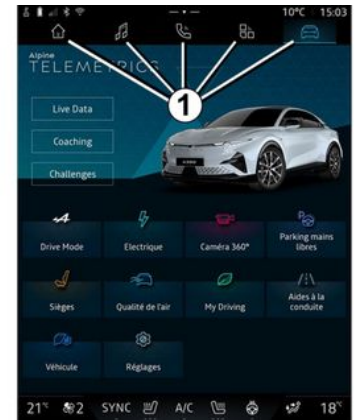 10°C 15:03
Alpine
TELEMETRICS
1
Live Data
Coaching
Challenges
Drive Mode
Electrique
Caméra 360°
Parking mains
libres
Sièges
Qualité de l'air
My Driving
Aides à la
conduite
Véhicule
Réglages
21°C 2 SYNC A/C 18°C